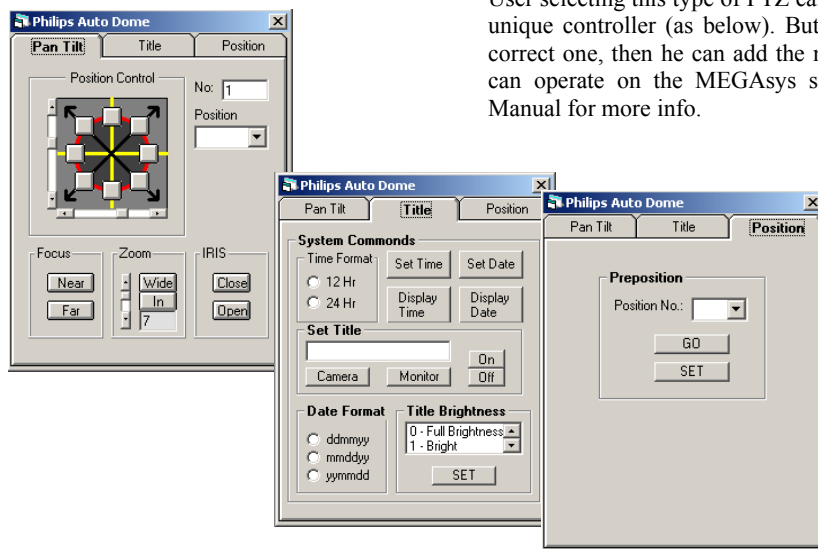 User selecting this type of PTZ ca
unique controller (as below). But
correct one, then he can add the
can operate on the MEGAsys s
Manual for more info.
Philips Auto Dome
Pan Tilt Title Position
Position Control
No: 1
Position
Focus
Near
Far
Zoom
Wide
In
7
IRIS
Close
Open
Philips Auto Dome
Pan Tilt Title Position
System Commonds
Time Format
12 Hr
24 Hr
Set Time Set Date
Display Time
Display Date
Set Title
Camera Monitor
On
Off
Date Format
ddmmyy
mmddyy
yymmdd
Title Brightness
0 - Full Brightness
1 - Bright
SET
Philips Auto Dome
Pan Tilt Title Position
Preposition
Position No.:
GO
SET